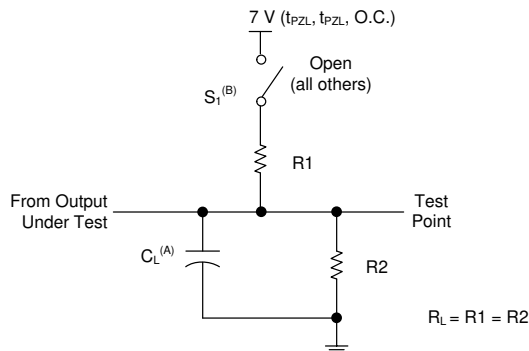 7 V (tPZL, tPZL, O.C.)
Open
(all others)
S1(B)
R1
From Output
Under Test
Test
Point
CL(A)
R2
RL = R1 = R2